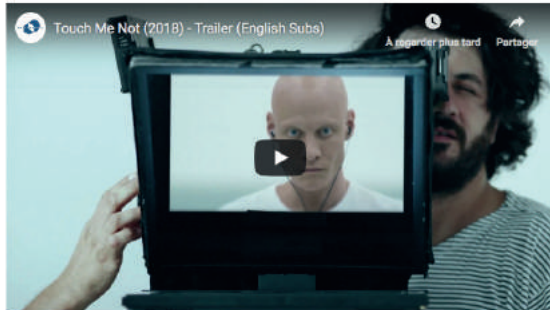 Touch Me Not (2018) - Trailer (English Subs)
À regarder plus tard
Partager